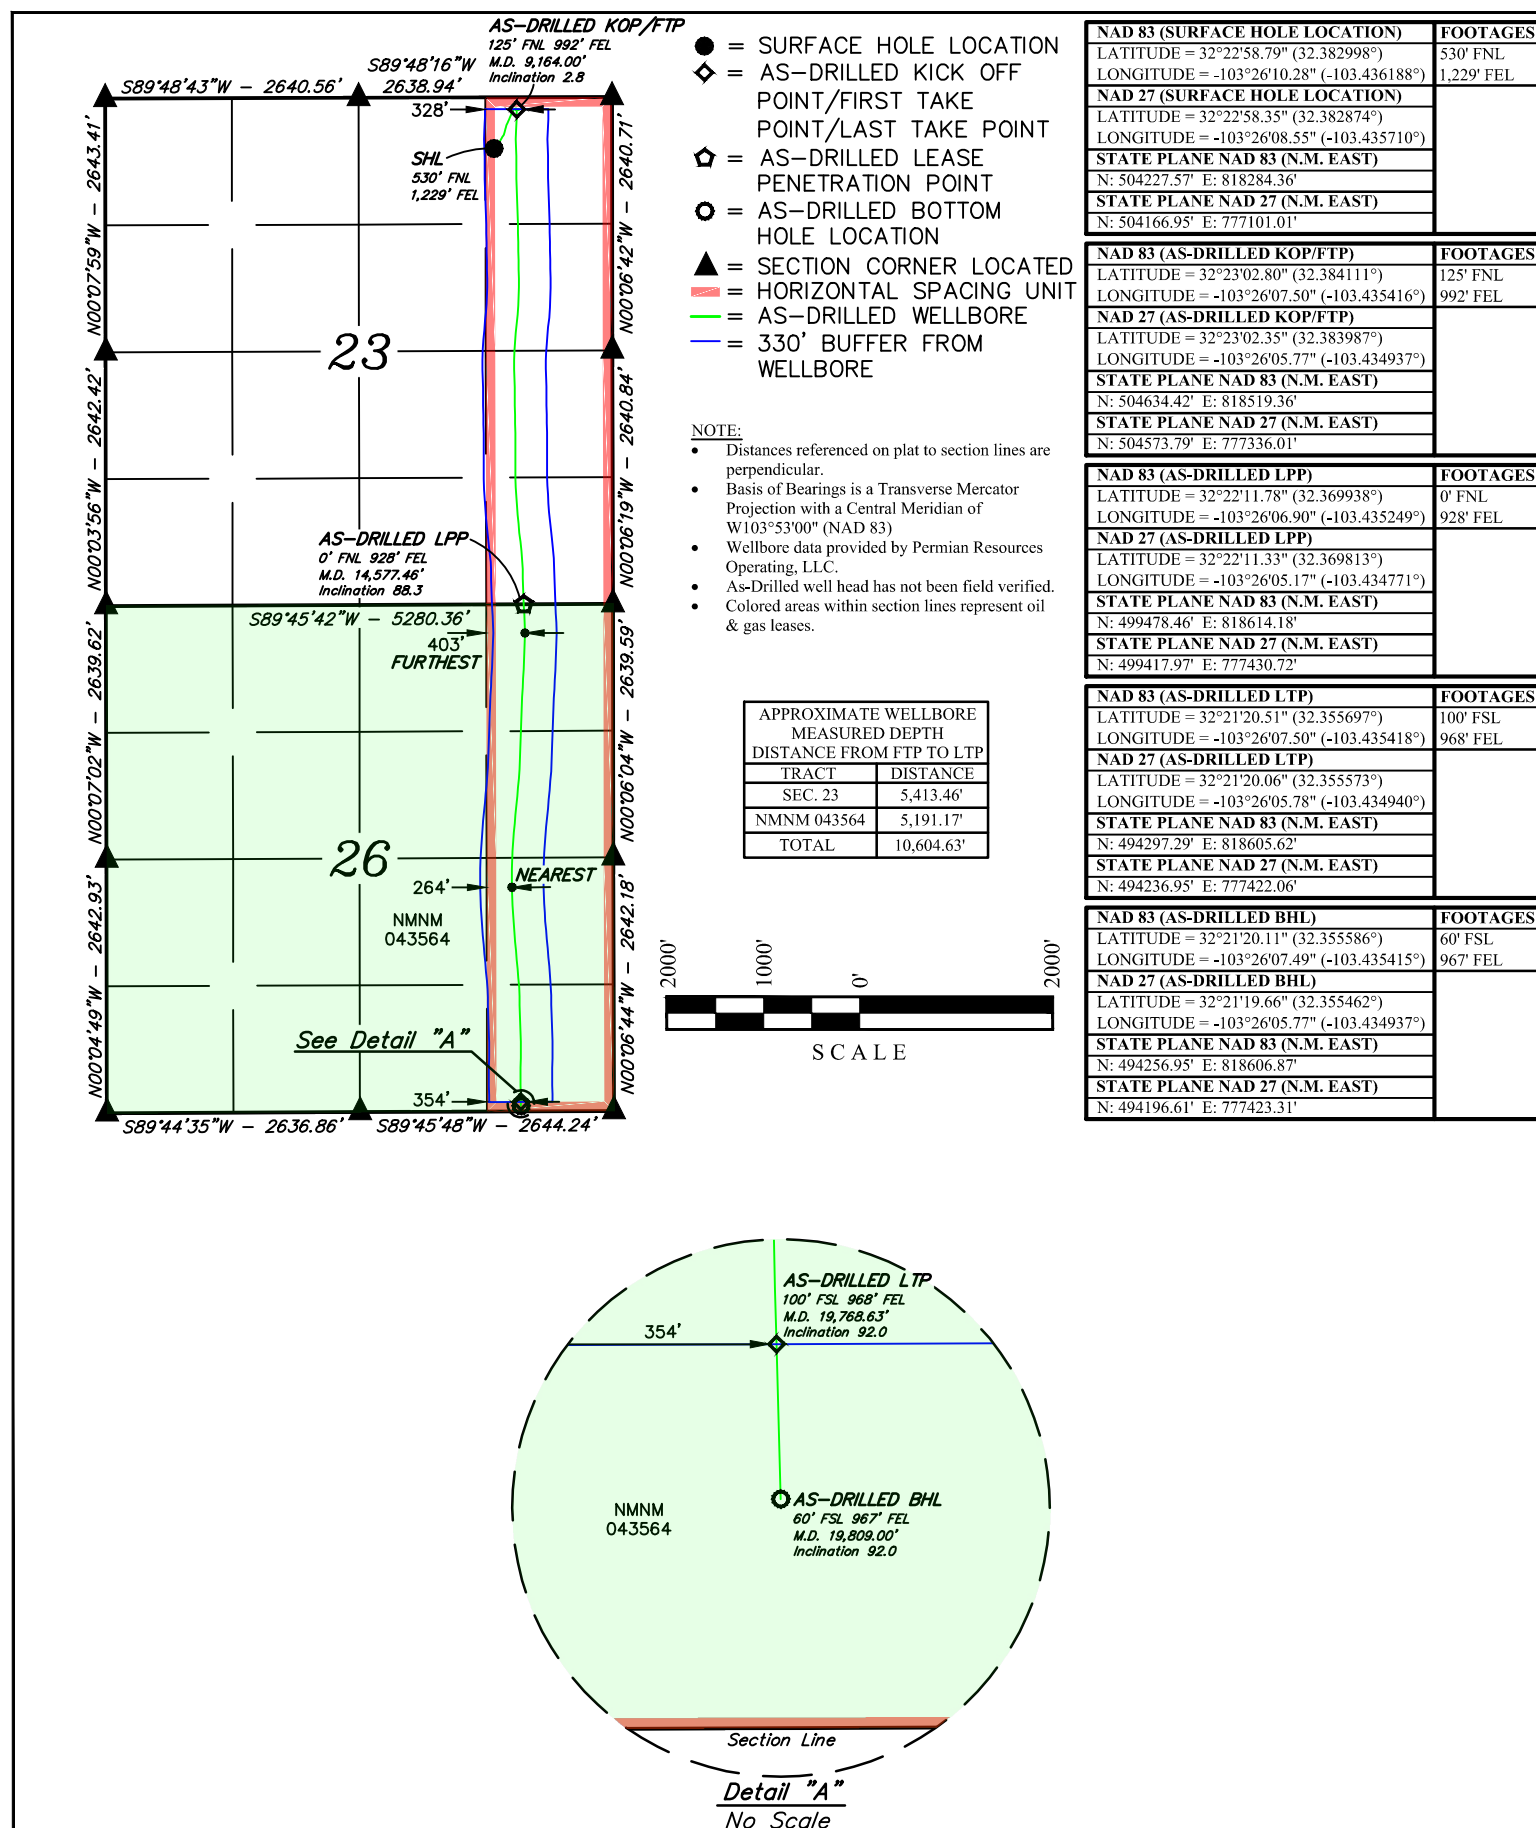 AS-DRILLED KOP/FTP
125' FNL 992' FEL
M.D. 9,164.00'
Inclination 2.8
S89°48'43"W - 2640.56'
S89°48'16"W
2638.94'
N00°07'59"W - 2643.41'
N00°03'56"W - 2642.42'
N00°07'02"W - 2639.62'
N00°04'49"W - 2642.93'
N00°06'42"W - 2640.71'
N00°06'19"W - 2640.84'
N00°06'04"W - 2639.59'
N00°06'44"W - 2642.18'
328'
SHL
530' FNL
1,229' FEL
23
AS-DRILLED LPP
0' FNL 928' FEL
M.D. 14,577.46'
Inclination 88.3
S89°45'42"W - 5280.36'
403'
FURTHEST
26
NEAREST
264'
NMNM
043564
See Detail "A"
354'
S89°44'35"W - 2636.86'
S89°45'48"W - 2644.24'
= SURFACE HOLE LOCATION
= AS-DRILLED KICK OFF
POINT/FIRST TAKE
POINT/LAST TAKE POINT
= AS-DRILLED LEASE
PENETRATION POINT
= AS-DRILLED BOTTOM
HOLE LOCATION
= SECTION CORNER LOCATED
= HORIZONTAL SPACING UNIT
= AS-DRILLED WELLBORE
= 330' BUFFER FROM
WELLBORE
NOTE:
• Distances referenced on plat to section lines are
perpendicular.
• Basis of Bearings is a Transverse Mercator
Projection with a Central Meridian of
W103°53'00" (NAD 83)
• Wellbore data provided by Permian Resources
Operating, LLC.
• As-Drilled well head has not been field verified.
• Colored areas within section lines represent oil
& gas leases.
APPROXIMATE WELLBORE
MEASURED DEPTH
DISTANCE FROM FTP TO LTP
TRACT DISTANCE
SEC. 23 5,413.46'
NMNM 043564 5,191.17'
TOTAL 10,604.63'
2000' 1000' 0' 2000'
SCALE
NAD 83 (SURFACE HOLE LOCATION) FOOTAGES
LATITUDE = 32°22'58.79" (32.382998°) 530' FNL
LONGITUDE = -103°26'10.28" (-103.436188°) 1,229' FEL
NAD 27 (SURFACE HOLE LOCATION)
LATITUDE = 32°22'58.35" (32.382874°)
LONGITUDE = -103°26'08.55" (-103.435710°)
STATE PLANE NAD 83 (N.M. EAST)
N: 504227.57' E: 818284.36'
STATE PLANE NAD 27 (N.M. EAST)
N: 504166.95' E: 777101.01'
NAD 83 (AS-DRILLED KOP/FTP) FOOTAGES
LATITUDE = 32°23'02.80" (32.384111°) 125' FNL
LONGITUDE = -103°26'07.50" (-103.435416°) 992' FEL
NAD 27 (AS-DRILLED KOP/FTP)
LATITUDE = 32°23'02.35" (32.383987°)
LONGITUDE = -103°26'05.77" (-103.434937°)
STATE PLANE NAD 83 (N.M. EAST)
N: 504634.42' E: 818519.36'
STATE PLANE NAD 27 (N.M. EAST)
N: 504573.79' E: 777336.01'
NAD 83 (AS-DRILLED LPP) FOOTAGES
LATITUDE = 32°22'11.78" (32.369938°) 0' FNL
LONGITUDE = -103°26'06.90" (-103.435249°) 928' FEL
NAD 27 (AS-DRILLED LPP)
LATITUDE = 32°22'11.33" (32.369813°)
LONGITUDE = -103°26'05.17" (-103.434771°)
STATE PLANE NAD 83 (N.M. EAST)
N: 499478.46' E: 818614.18'
STATE PLANE NAD 27 (N.M. EAST)
N: 499417.97' E: 777430.72'
NAD 83 (AS-DRILLED LTP) FOOTAGES
LATITUDE = 32°21'20.51" (32.355697°) 100' FSL
LONGITUDE = -103°26'07.50" (-103.435418°) 968' FEL
NAD 27 (AS-DRILLED LTP)
LATITUDE = 32°21'20.06" (32.355573°)
LONGITUDE = -103°26'05.78" (-103.434940°)
STATE PLANE NAD 83 (N.M. EAST)
N: 494297.29' E: 818605.62'
STATE PLANE NAD 27 (N.M. EAST)
N: 494236.95' E: 777422.06'
NAD 83 (AS-DRILLED BHL) FOOTAGES
LATITUDE = 32°21'20.11" (32.355586°) 60' FSL
LONGITUDE = -103°26'07.49" (-103.435415°) 967' FEL
NAD 27 (AS-DRILLED BHL)
LATITUDE = 32°21'19.66" (32.355462°)
LONGITUDE = -103°26'05.77" (-103.434937°)
STATE PLANE NAD 83 (N.M. EAST)
N: 494256.95' E: 818606.87'
STATE PLANE NAD 27 (N.M. EAST)
N: 494196.61' E: 777423.31'
AS-DRILLED LTP
100' FSL 968' FEL
M.D. 19,768.63'
Inclination 92.0
354'
AS-DRILLED BHL
60' FSL 967' FEL
M.D. 19,809.00'
Inclination 92.0
NMNM
043564
Section Line
Detail "A"
No Scale